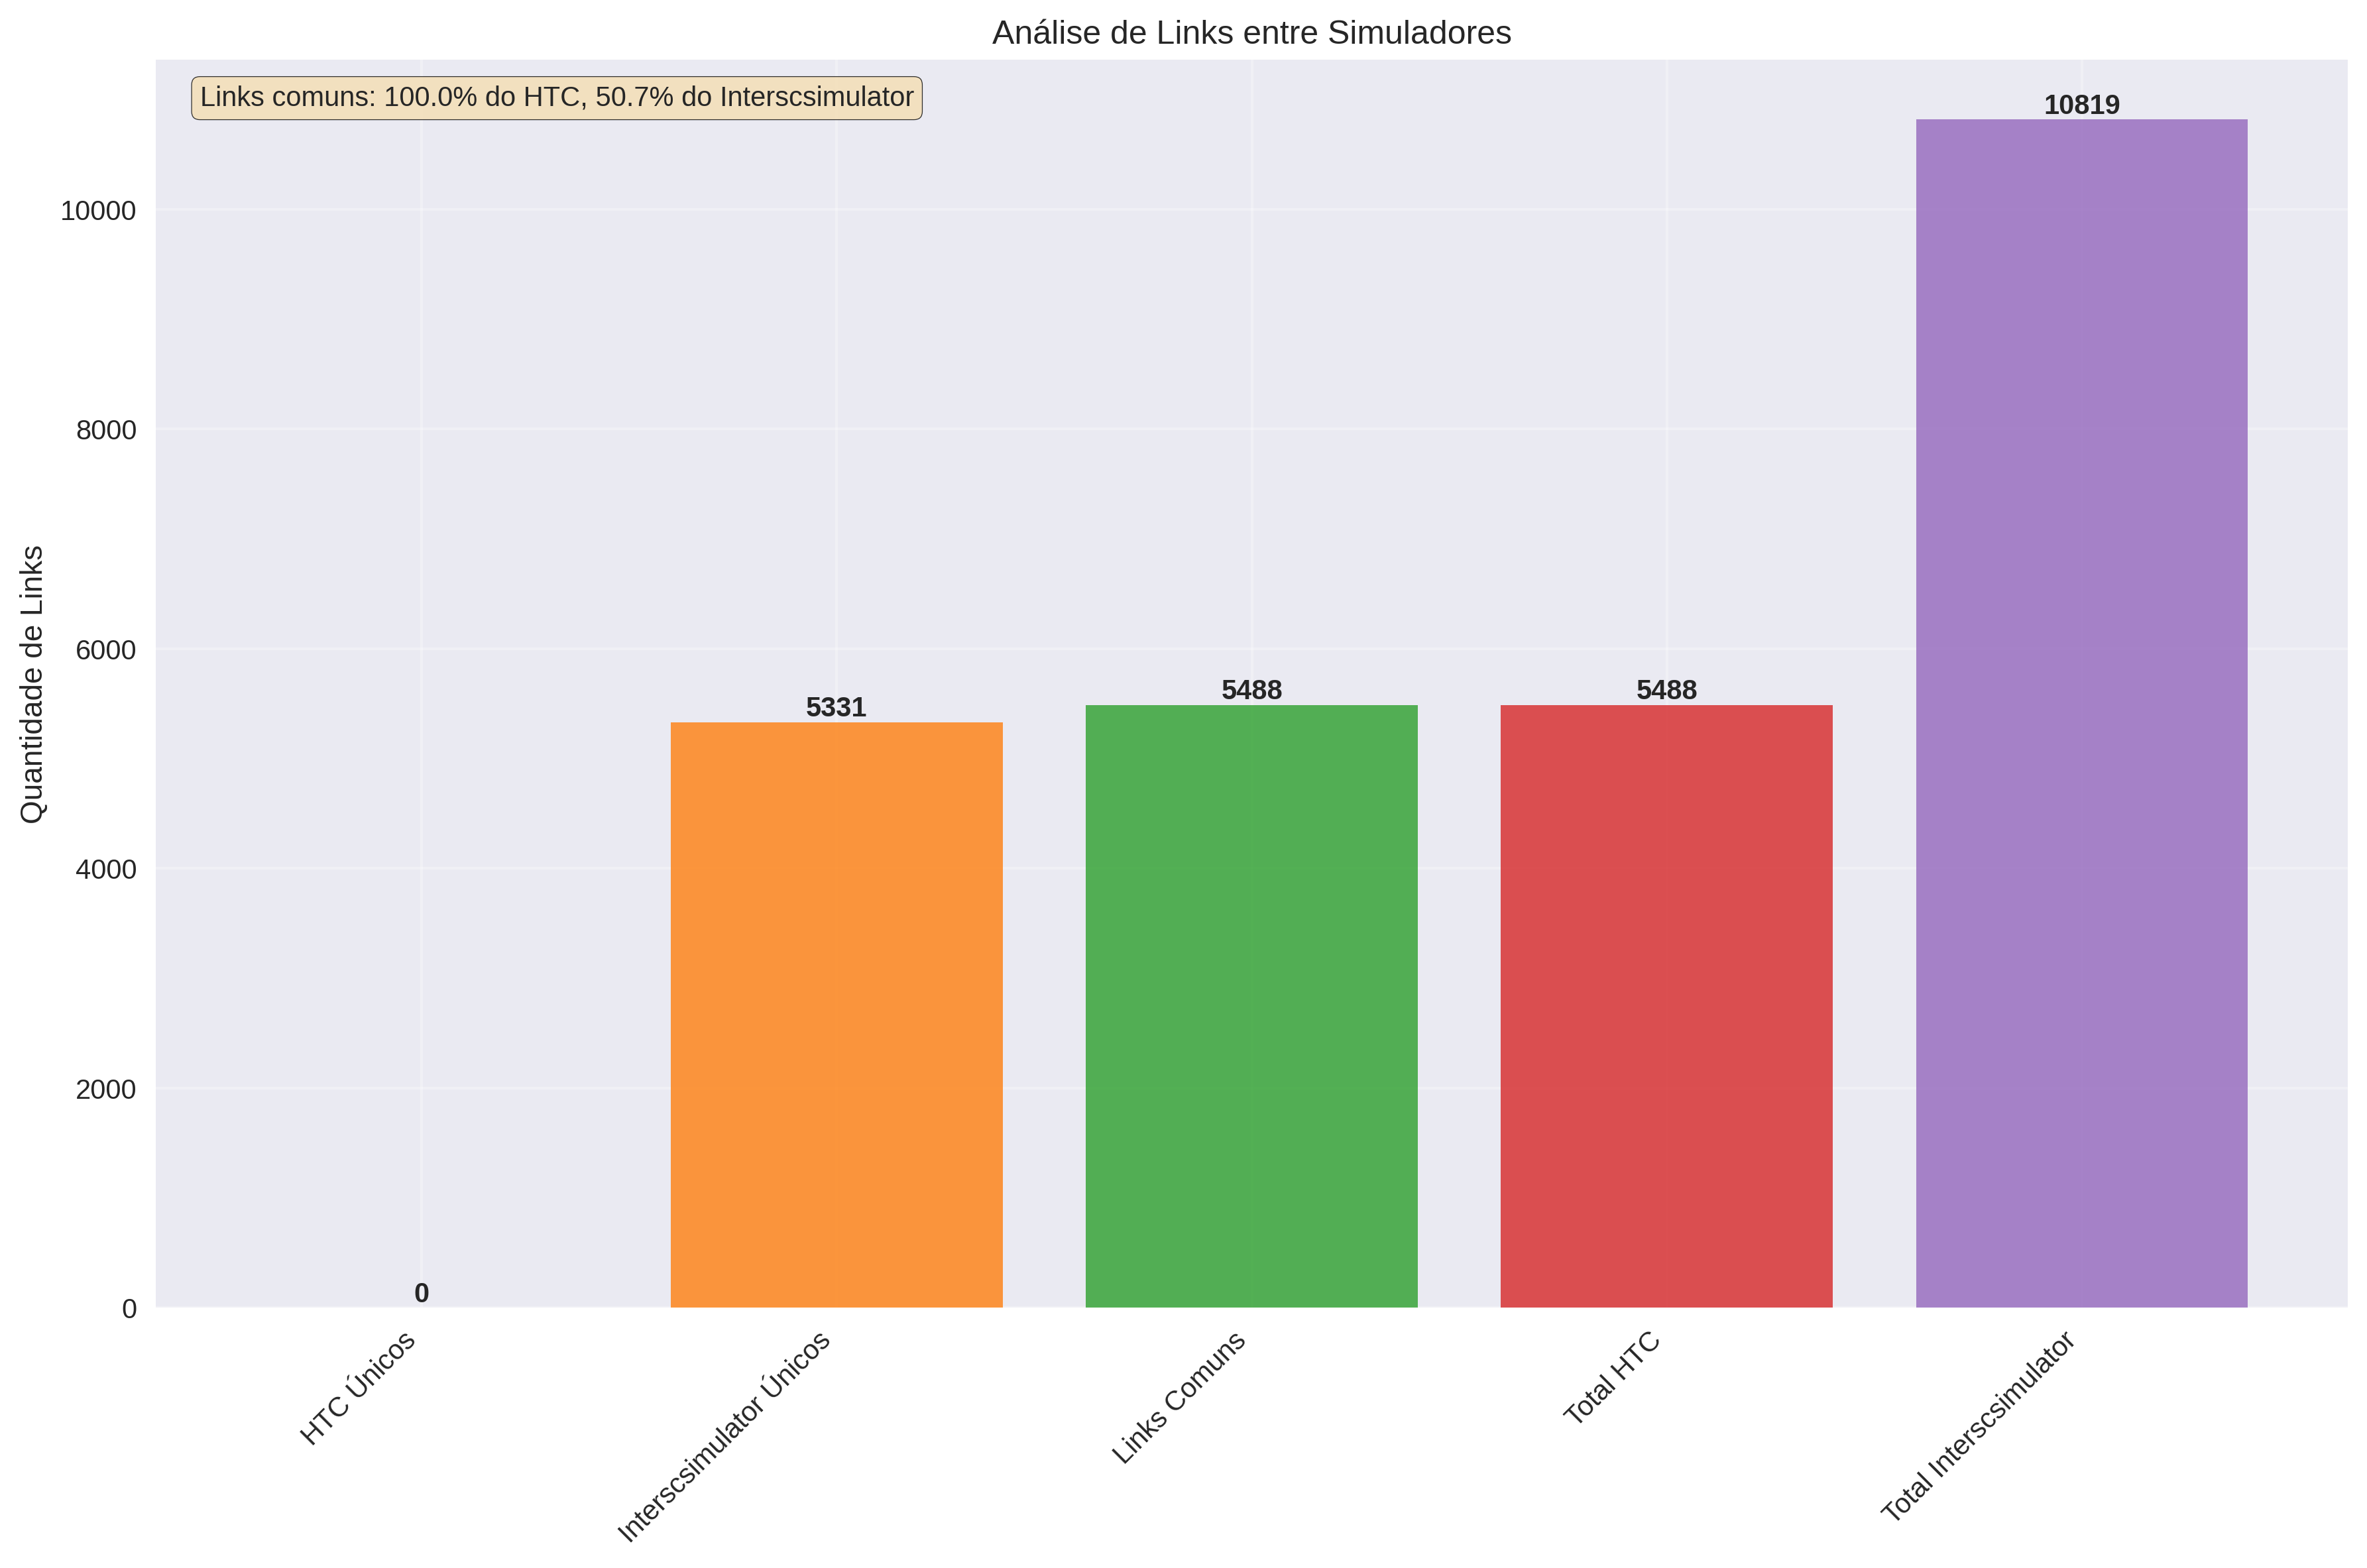 Análise de Links entre Simuladores
Links comuns: 100.0% do HTC, 50.7% do Interscsimulator
Quantidade de Links
10000
8000
6000
4000
2000
0
0
5331
5488
5488
10819
HTC Únicos
Interscsimulator Únicos
Links Comuns
Total HTC
Total Interscsimulator